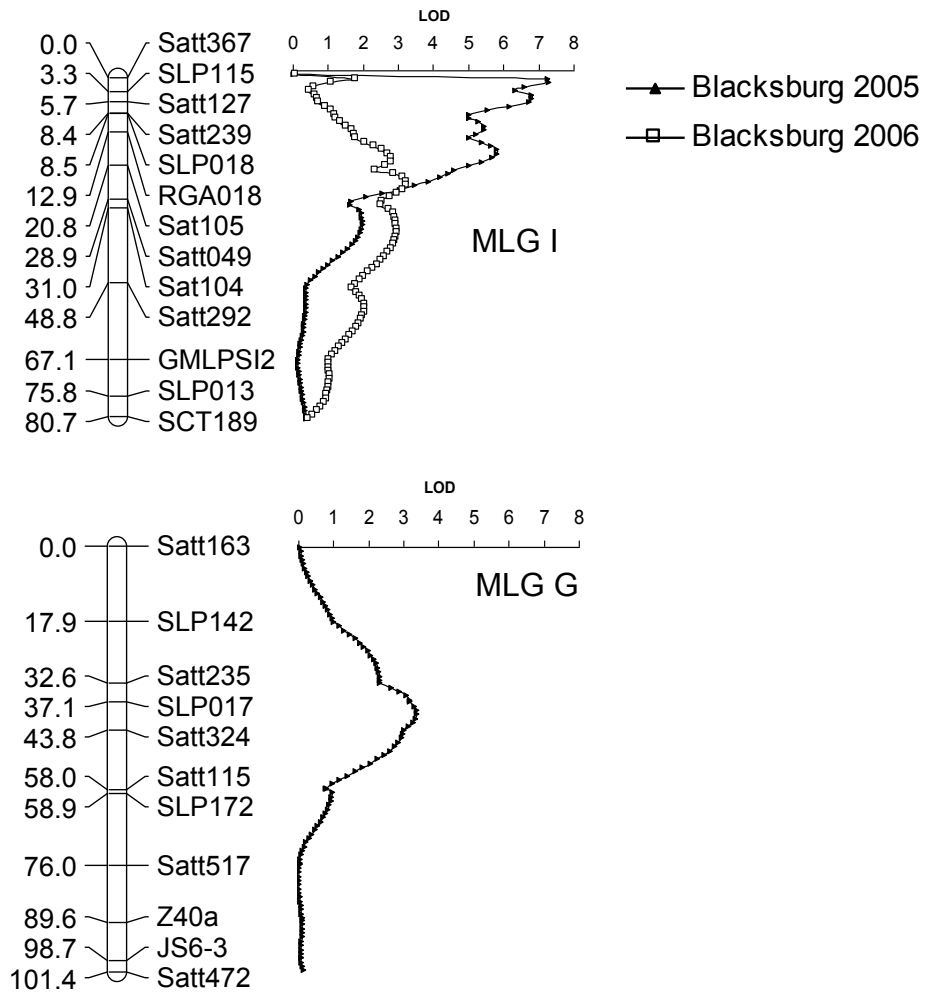 LOD
0 1 2 3 4 5 6 7 8
0.0 Satt367
3.3 SLP115
5.7 Satt127
8.4 Satt239
8.5 SLP018
12.9 RGA018
20.8 Sat105
28.9 Satt049
31.0 Sat104
48.8 Satt292
67.1 GMLPSI2
75.8 SLP013
80.7 SCT189
MLG I
Blacksburg 2005
Blacksburg 2006
LOD
0 1 2 3 4 5 6 7 8
MLG G
0.0 Satt163
17.9 SLP142
32.6 Satt235
37.1 SLP017
43.8 Satt324
58.0 Satt115
58.9 SLP172
76.0 Satt517
89.6 Z40a
98.7 JS6-3
101.4 Satt472